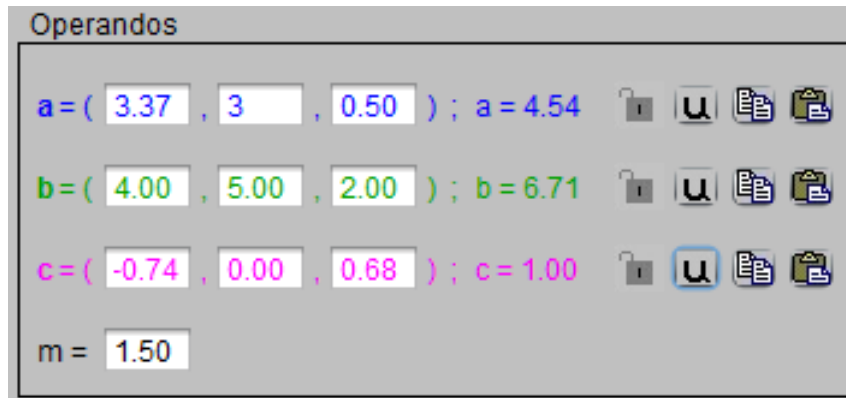 Operandos
a = ( 3.37 , 3 , 0.50 ) ; a = 4.54 u
b = ( 4.00 , 5.00 , 2.00 ) ; b = 6.71 u
c = ( -0.74 , 0.00 , 0.68 ) ; c = 1.00 u
m = 1.50